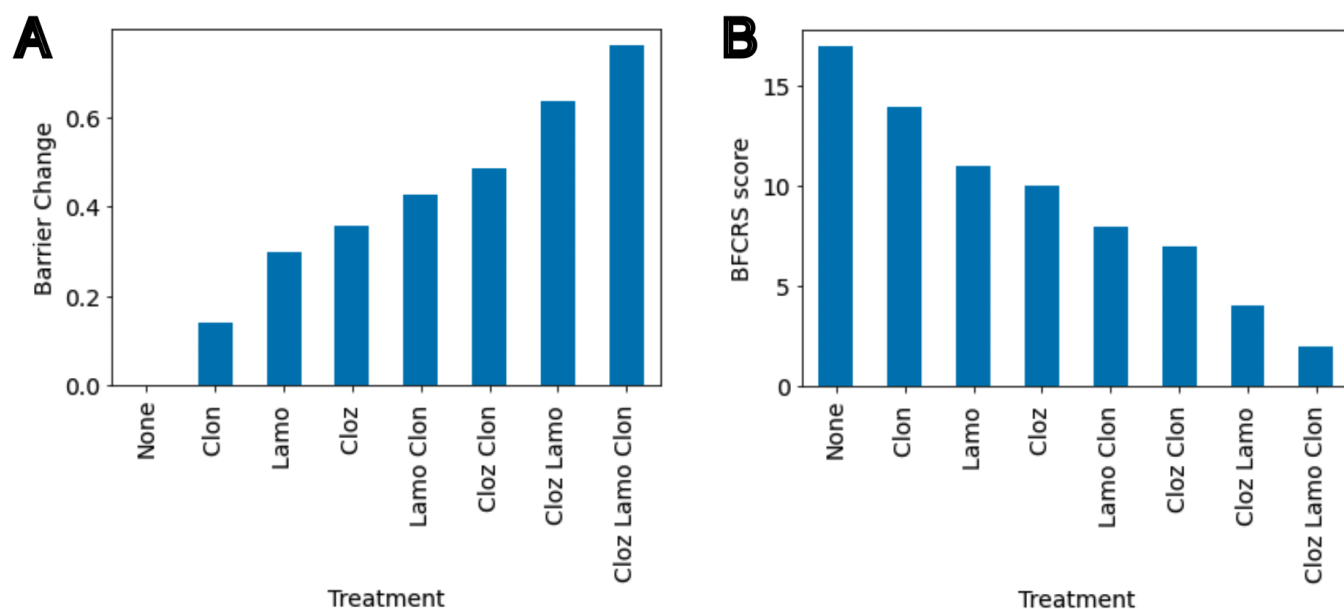 A
Barrier Change
0.6
0.4
0.2
0.0
None
Clon
Lamo
Cloz
Lamo Clon
Cloz Clon
Cloz Lamo
Cloz Lamo Clon
Treatment
B
BFCRS score
15
10
5
0
None
Clon
Lamo
Cloz
Lamo Clon
Cloz Clon
Cloz Lamo
Cloz Lamo Clon
Treatment